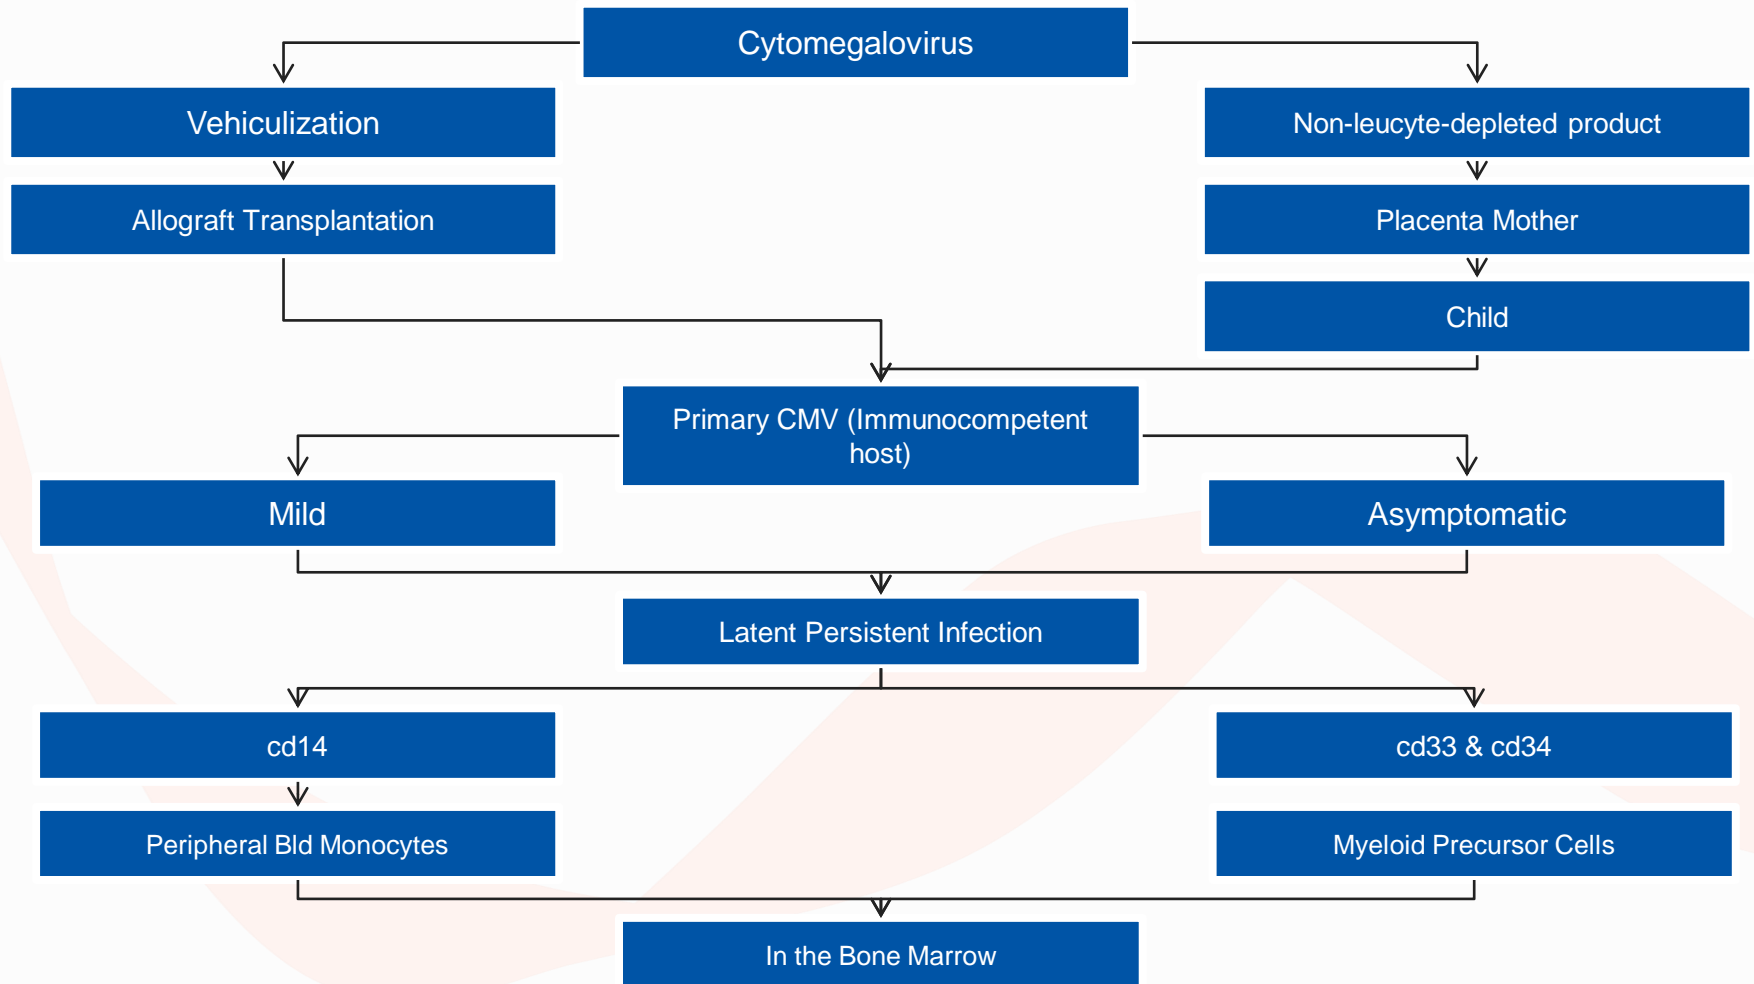 Cytomegalovirus
Vehiculization
Non-leucyte-depleted product
Allograft Transplantation
Placenta Mother
Child
Primary CMV (Immunocompetent
host)
Mild
Asymptomatic
Latent Persistent Infection
cd14
cd33 & cd34
Peripheral Bld Monocytes
Myeloid Precursor Cells
In the Bone Marrow